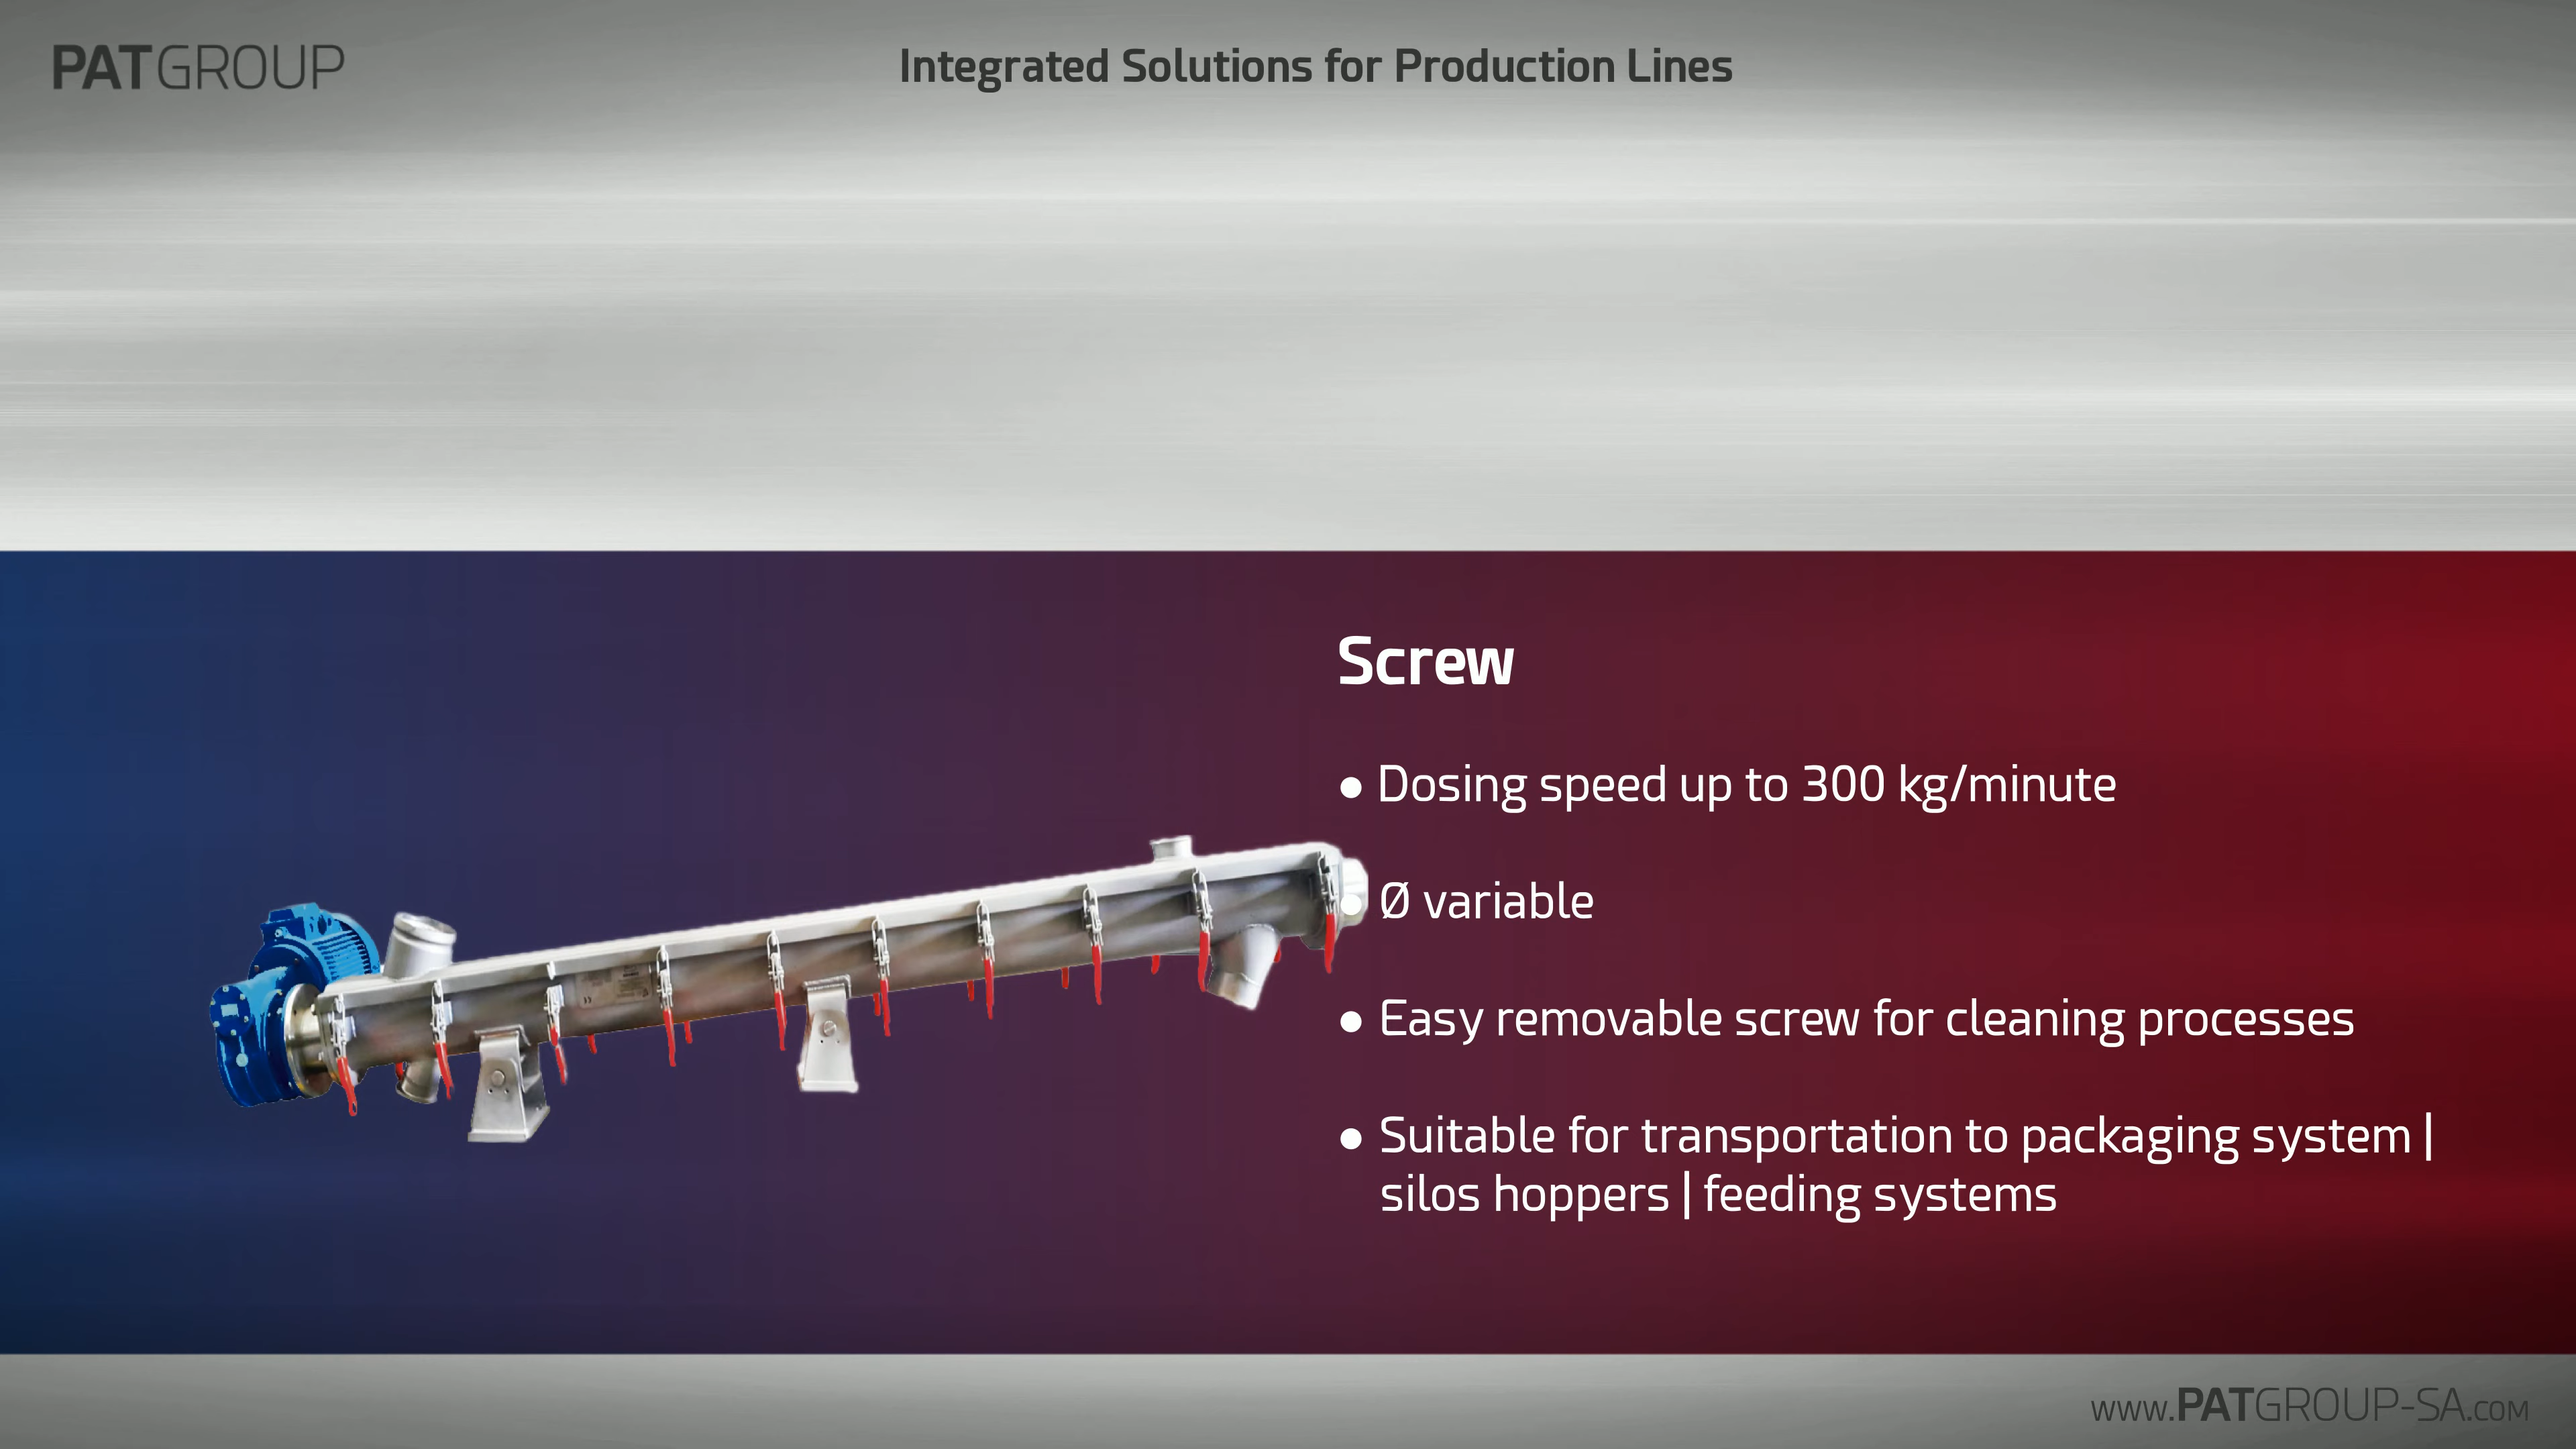 PATGROUP
Integrated Solutions for Production Lines
Screw
● Dosing speed up to 300 kg/minute
● Ø variable
● Easy removable screw for cleaning processes
● Suitable for transportation to packaging system |
silos hoppers | feeding systems
www.PATGROUP-SA.COM